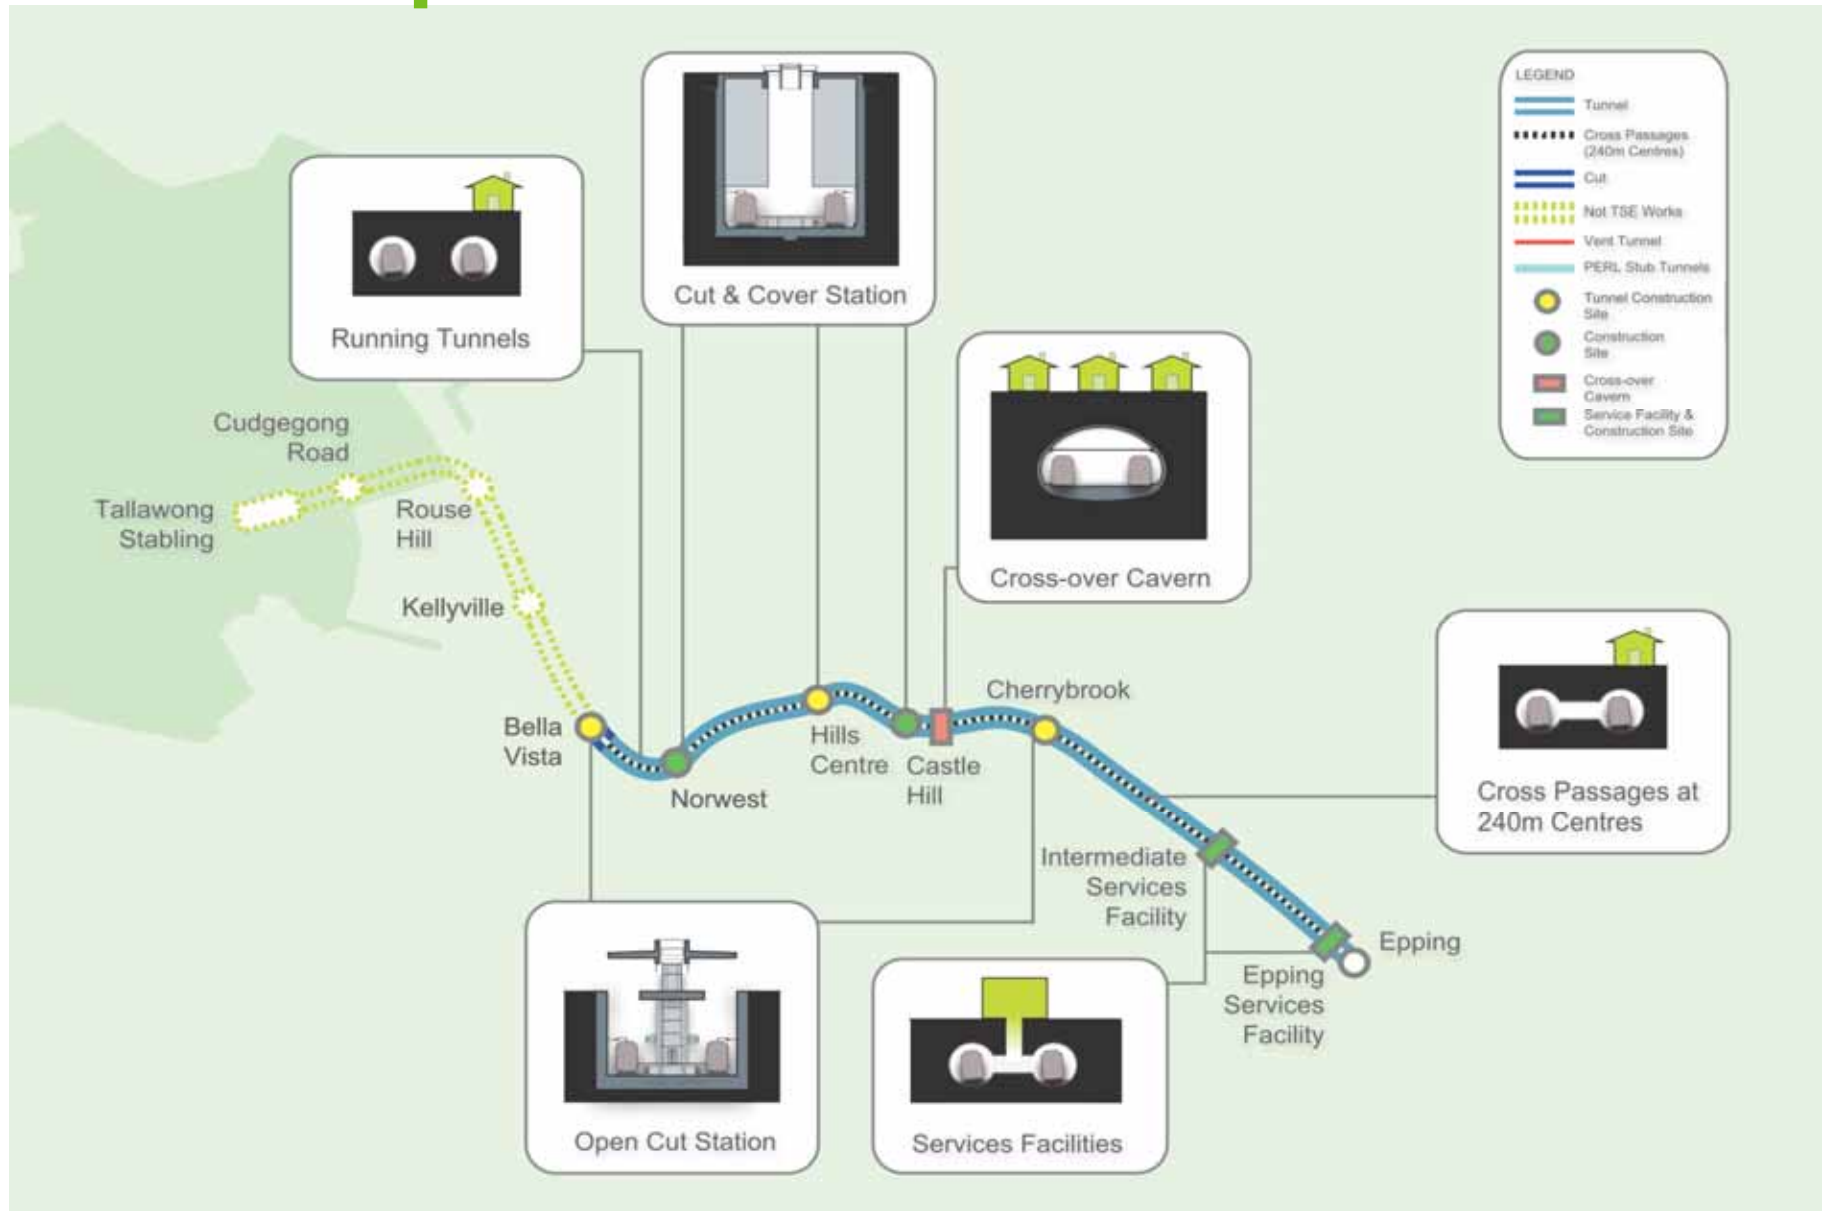 LEGEND
Tunnel
Cross Passages
(240m Centres)
Cut
Not TSE Works
Vent Tunnel
PERL Stub Tunnels
Tunnel Construction
Site
Construction
Site
Cross-over
Cavern
Service Facility &
Construction Site
Cut & Cover Station
Running Tunnels
Cross-over Cavern
Cudgegong
Road
Tallawong
Stabling
Rouse
Hill
Kellyville
Bella
Vista
Norwest
Hills
Centre
Castle
Hill
Cherrybrook
Cross Passages at
240m Centres
Intermediate
Services
Facility
Epping
Epping
Services
Facility
Open Cut Station
Services Facilities